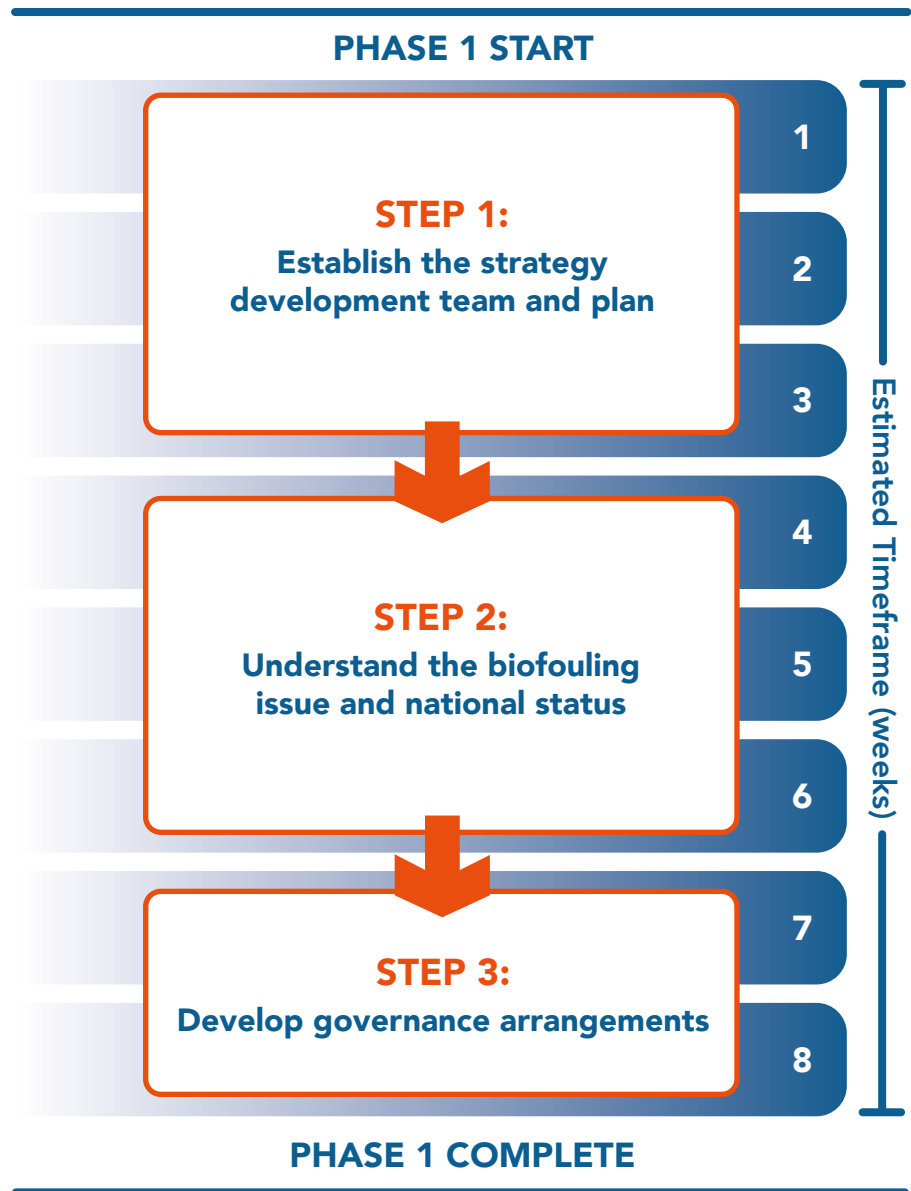 PHASE 1 START
1
STEP 1:
2
Establish the strategy
development team and plan
3
Estimated Timeframe (weeks)
4
STEP 2:
5
Understand the biofouling
issue and national status
6
7
STEP 3:
Develop governance arrangements
8
PHASE 1 COMPLETE